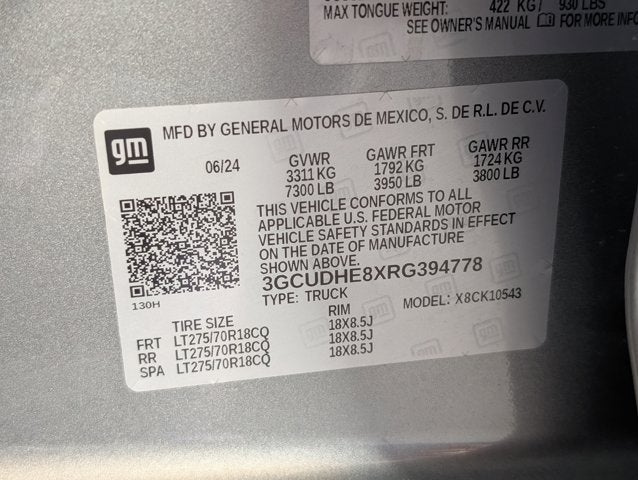 MAX TONGUE WEIGHT: 422 KG / 930 LBS
SEE OWNER'S MANUAL FOR MORE INFO
gm
MFD BY GENERAL MOTORS DE MEXICO, S. DE R.L. DE C.V.
06/24 GVWR GAWR FRT GAWR RR
3311 KG 1792 KG 1724 KG
7300 LB 3950 LB 3800 LB
THIS VEHICLE CONFORMS TO ALL
APPLICABLE U.S. FEDERAL MOTOR
VEHICLE SAFETY STANDARDS IN EFFECT
ON THE DATE OF MANUFACTURE
SHOWN ABOVE.
3GCUDHE8XRG394778
130H
TYPE: TRUCK MODEL: X8CK10543
TIRE SIZE RIM
FRT LT275/70R18CQ 18X8.5J
RR LT275/70R18CQ 18X8.5J
SPA LT275/70R18CQ 18X8.5J